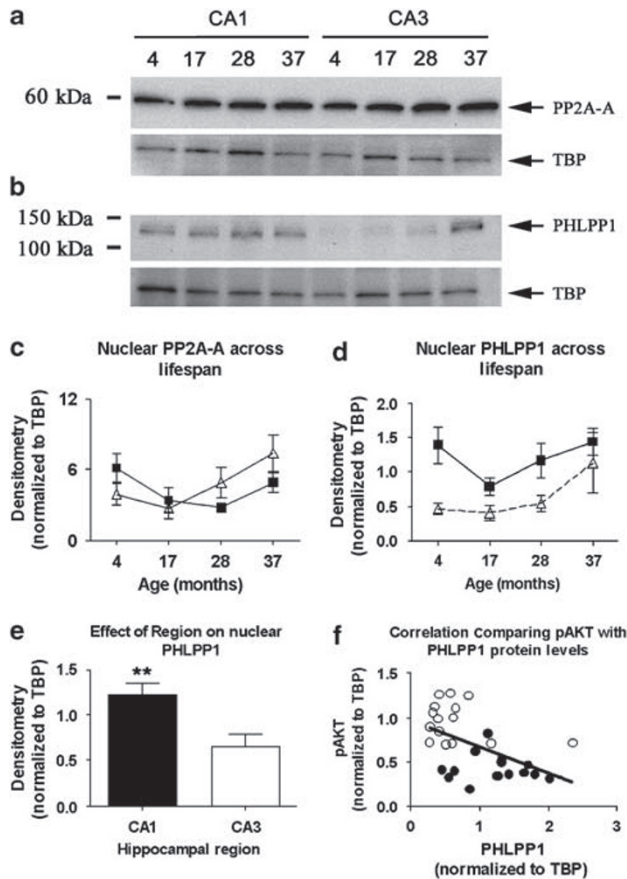 a
CA1 CA3
4 17 28 37 4 17 28 37
60 kDa
PP2A-A
TBP
b
150 kDa
100 kDa
PHLPP1
TBP
c
Nuclear PP2A-A across
lifespan
Densitometry
(normalized to TBP)
12
6
0
4 17 28 37
Age (months)
d
Nuclear PHLPP1 across
lifespan
Densitometry
(normalized to TBP)
2.0
1.5
1.0
0.5
0.0
4 17 28 37
Age (months)
e
Effect of Region on nuclear
PHLPP1
Densitometry
(normalized to TBP)
1.5
1.0
0.5
0.0
**
CA1 CA3
Hippocampal region
f
Correlation comparing pAKT with
PHLPP1 protein levels
pAKT
(normalized to TBP)
1.5
1.0
0.5
0.0
0 1 2 3
PHLPP1
(normalized to TBP)